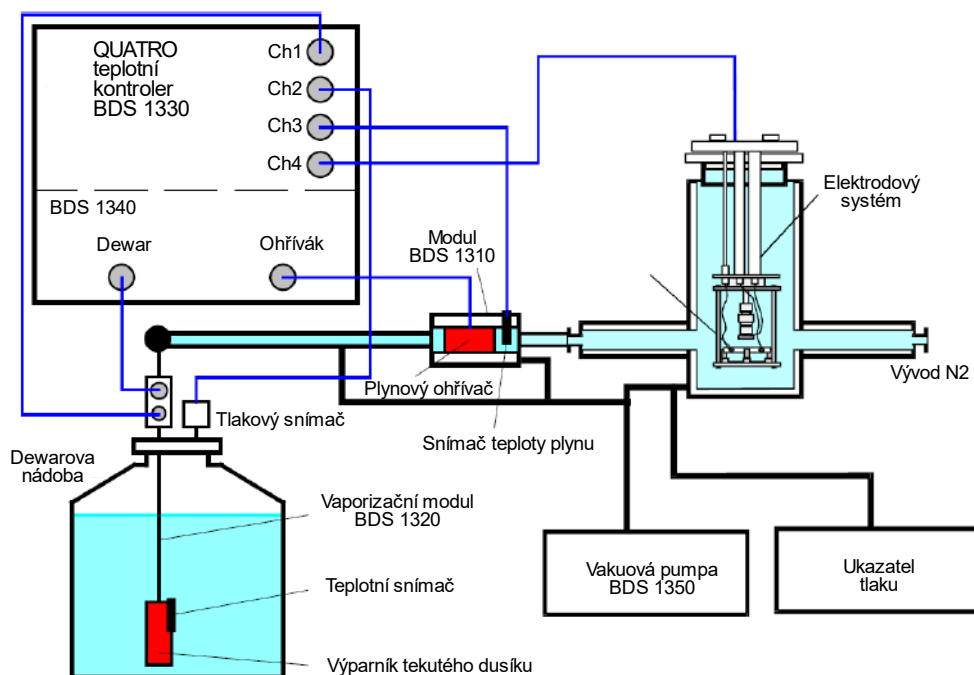 QUATRO
teplotní
kontroler
BDS 1330
Ch1
Ch2
Ch3
Ch4
BDS 1340
Dewar
Ohřívák
Modul
BDS 1310
Elektrodový
systém
Plynový ohřívač
Vývod N2
Tlakový snímač
Snímač teploty plynu
Dewarova
nádoba
Vaporizační modul
BDS 1320
Teplotní snímač
Výparník tekutého dusíku
Vakuová pumpa
BDS 1350
Ukazatel
tlaku